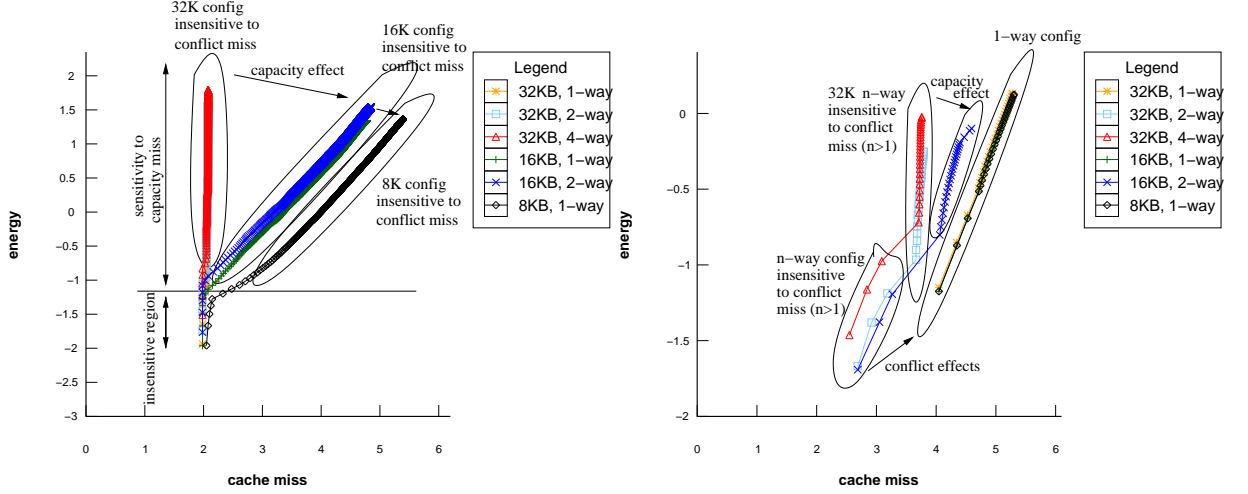 32K config
insensitive to
conflict miss
16K config
insensitive to
conflict miss
capacity effect
8K config
insensitive to
conflict miss
sensitivity to
capacity miss
insensitive region
energy
2
1.5
1
0.5
0
−0.5
−1
−1.5
−2
−2.5
−3
0
1
2
3
4
5
6
cache miss
Legend
32KB, 1−way
32KB, 2−way
32KB, 4−way
16KB, 1−way
16KB, 2−way
8KB, 1−way
1−way config
32K n−way
insensitive
to conflict
miss (n>1)
capacity
effect
n−way config
insensitive
to conflict
miss (n>1)
conflict effects
energy
0
−0.5
−1
−1.5
−2
0
1
2
3
4
5
6
cache miss
Legend
32KB, 1−way
32KB, 2−way
32KB, 4−way
16KB, 1−way
16KB, 2−way
8KB, 1−way